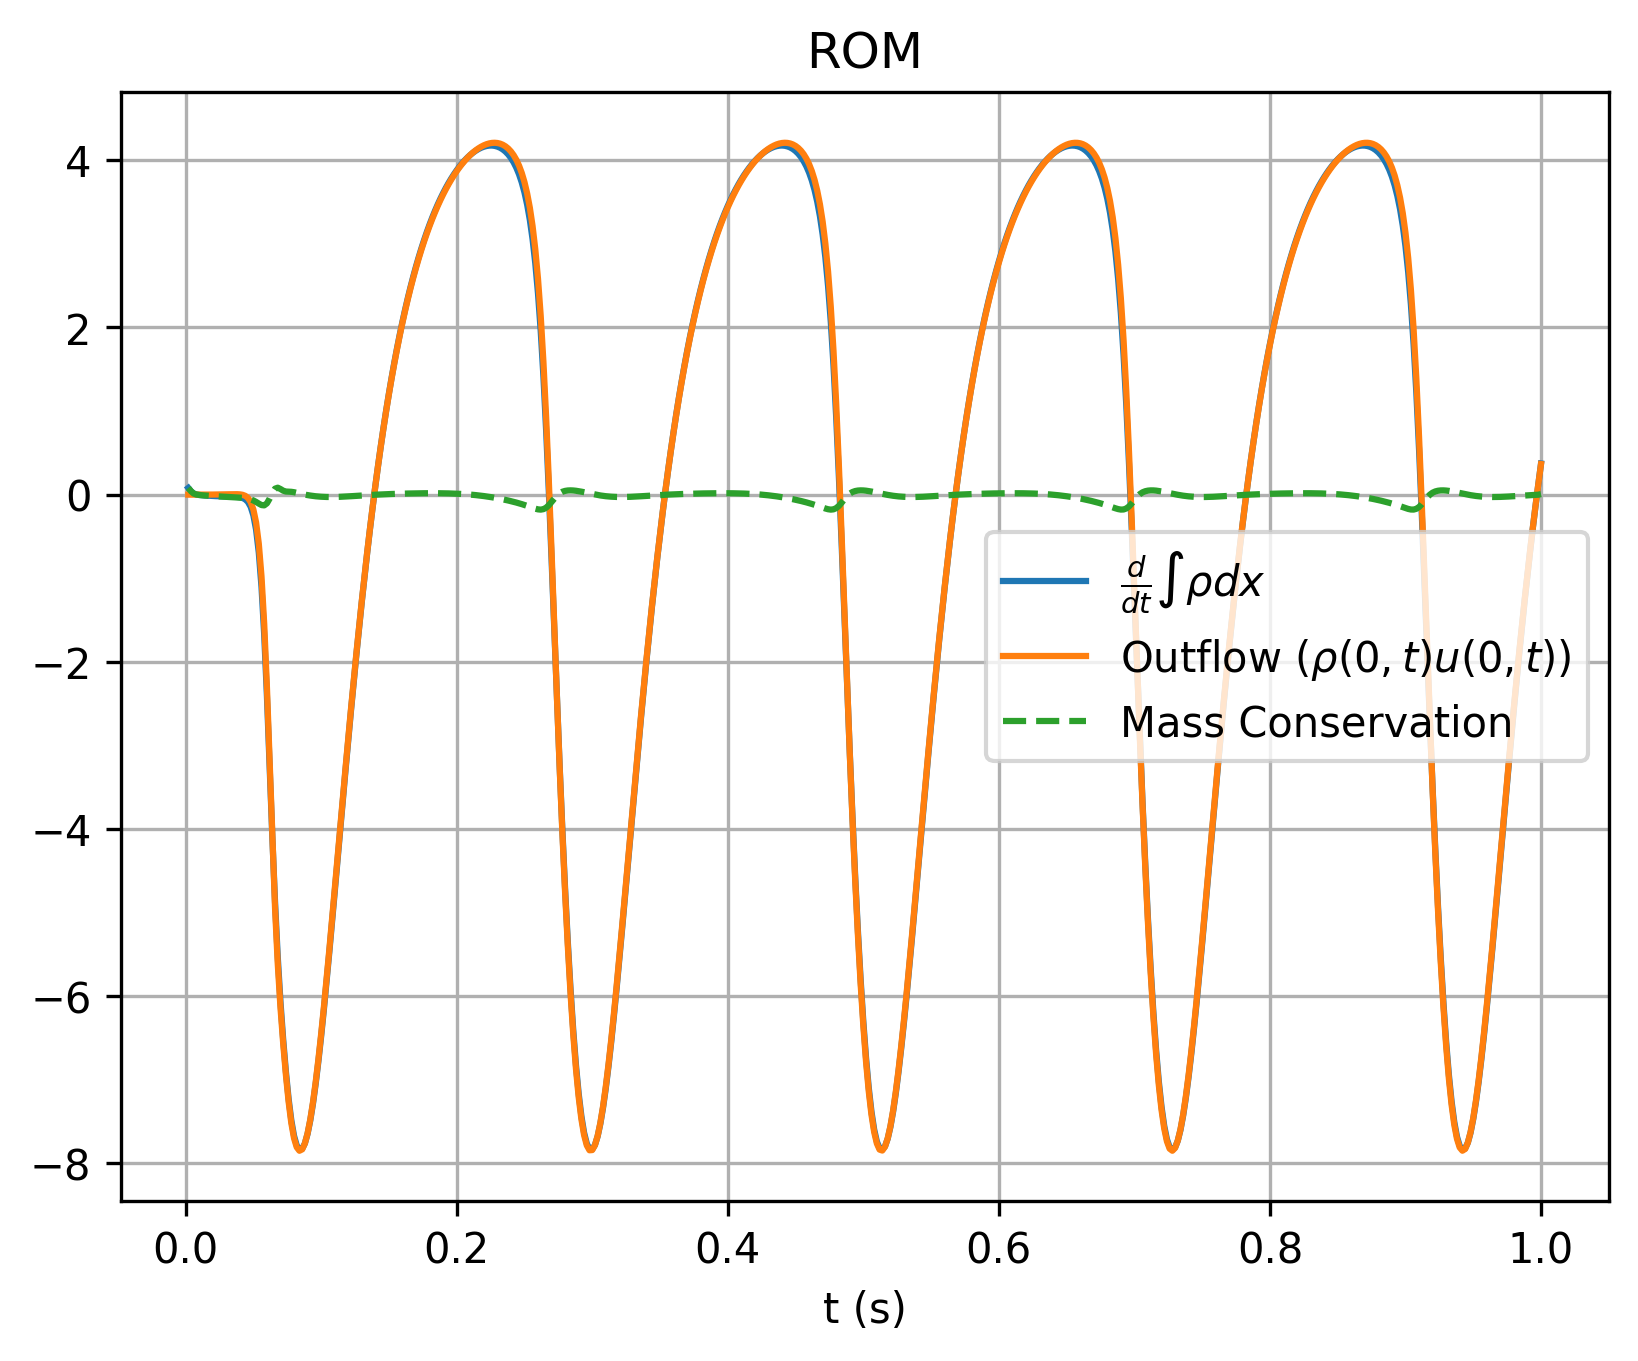 ROM
4
2
0
−2
−4
−6
−8
d/dt ∫ρdx
Outflow (ρ(0, t)u(0, t))
Mass Conservation
0.0 0.2 0.4 0.6 0.8 1.0
t (s)